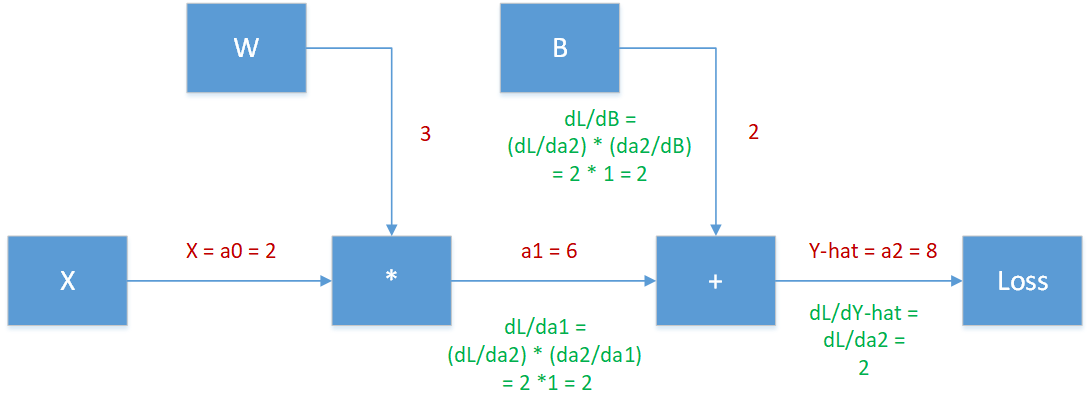 W
B
3
dL/dB =
(dL/da2) * (da2/dB)
= 2 * 1 = 2
2
X
X = a0 = 2
*
a1 = 6
+
Y-hat = a2 = 8
Loss
dL/da1 =
(dL/da2) * (da2/da1)
= 2 *1 = 2
dL/dY-hat =
dL/da2 =
2